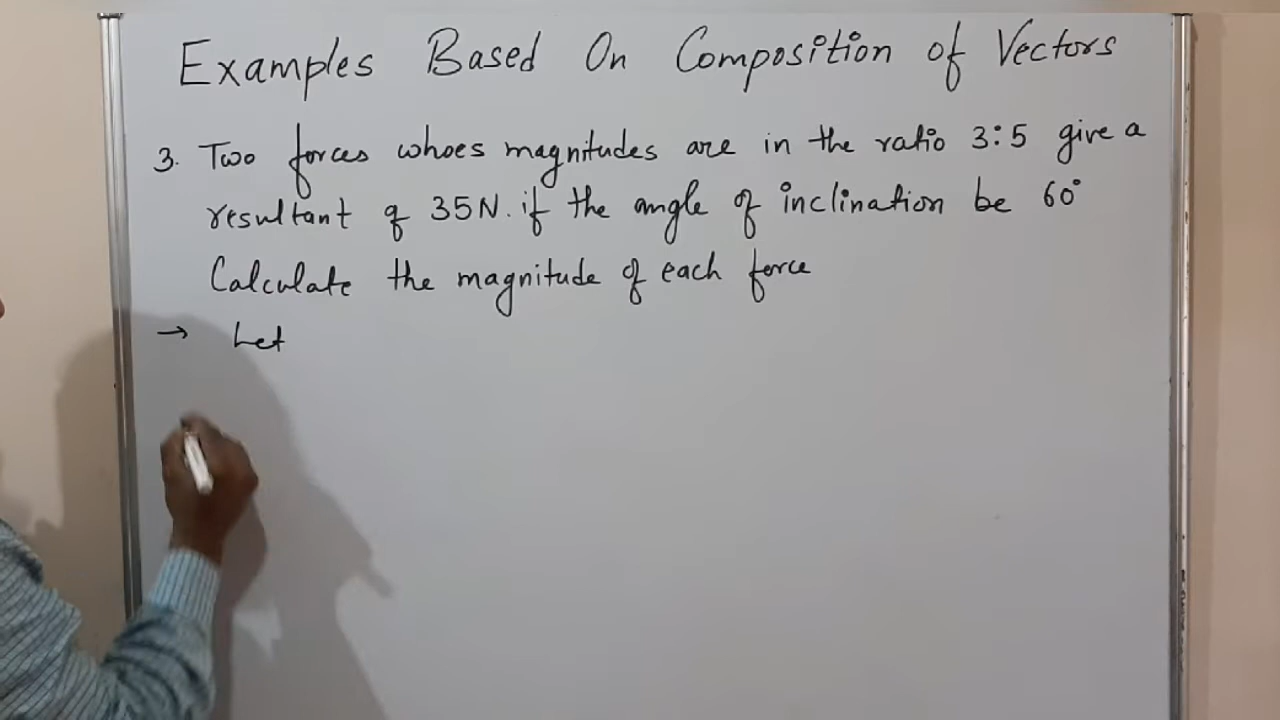 Examples Based On Composition of Vectors
3. Two forces whoes magnitudes are in the ratio 3:5 give a
resultant of 35N. if the angle of inclination be 60°
Calculate the magnitude of each force
→ Let